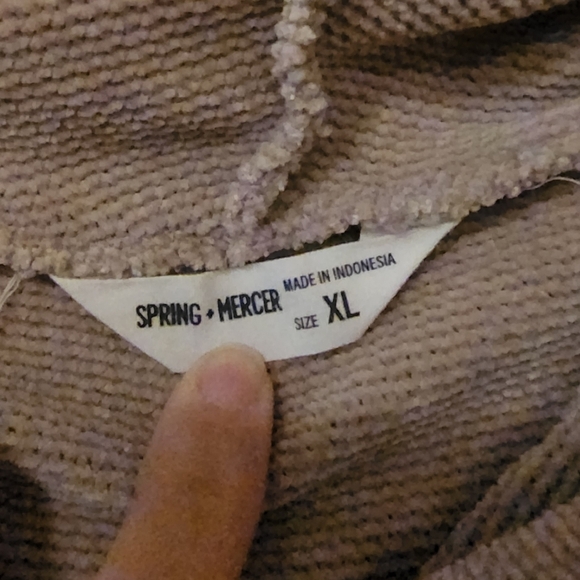 SPRING + MERCER
MADE IN INDONESIA
SIZE XL